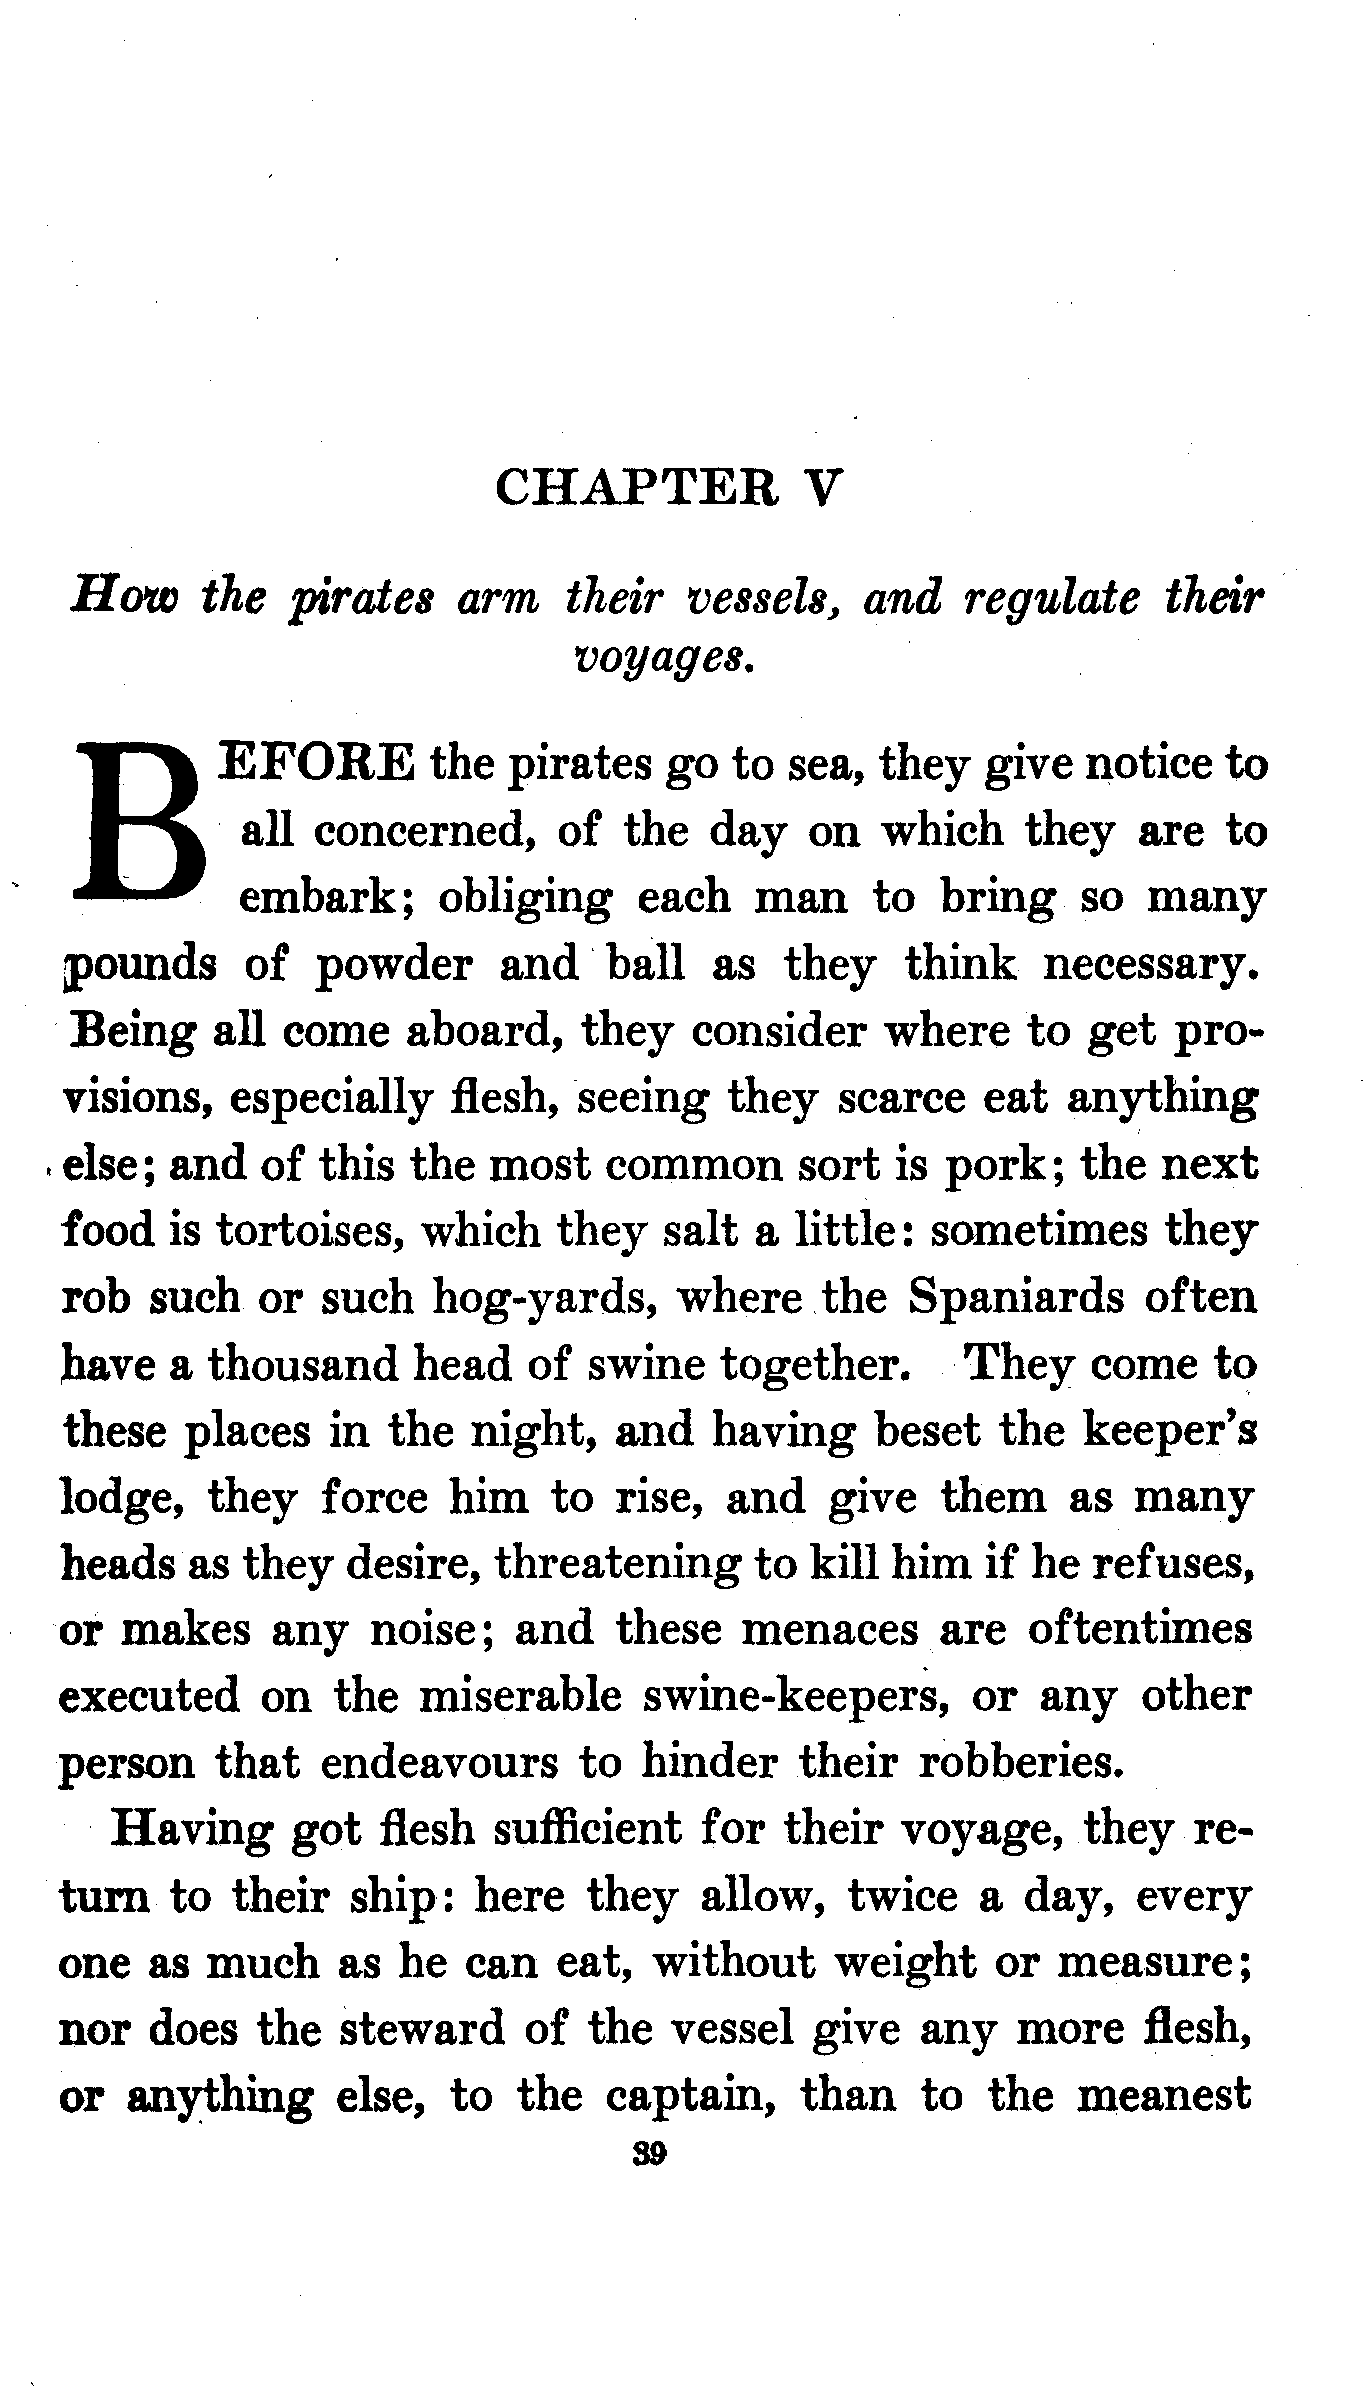 CHAPTER V
How the pirates arm their vessels, and regulate their
voyages.
BEFORE the pirates go to sea, they give notice to
all concerned, of the day on which they are to
embark; obliging each man to bring so many
pounds of powder and ball as they think necessary.
Being all come aboard, they consider where to get pro-
visions, especially flesh, seeing they scarce eat anything
else; and of this the most common sort is pork; the next
food is tortoises, which they salt a little: sometimes they
rob such or such hog-yards, where the Spaniards often
have a thousand head of swine together. They come to
these places in the night, and having beset the keeper's
lodge, they force him to rise, and give them as many
heads as they desire, threatening to kill him if he refuses,
or makes any noise; and these menaces are oftentimes
executed on the miserable swine-keepers, or any other
person that endeavours to hinder their robberies.
Having got flesh sufficient for their voyage, they re-
turn to their ship: here they allow, twice a day, every
one as much as he can eat, without weight or measure;
nor does the steward of the vessel give any more flesh,
or anything else, to the captain, than to the meanest
39